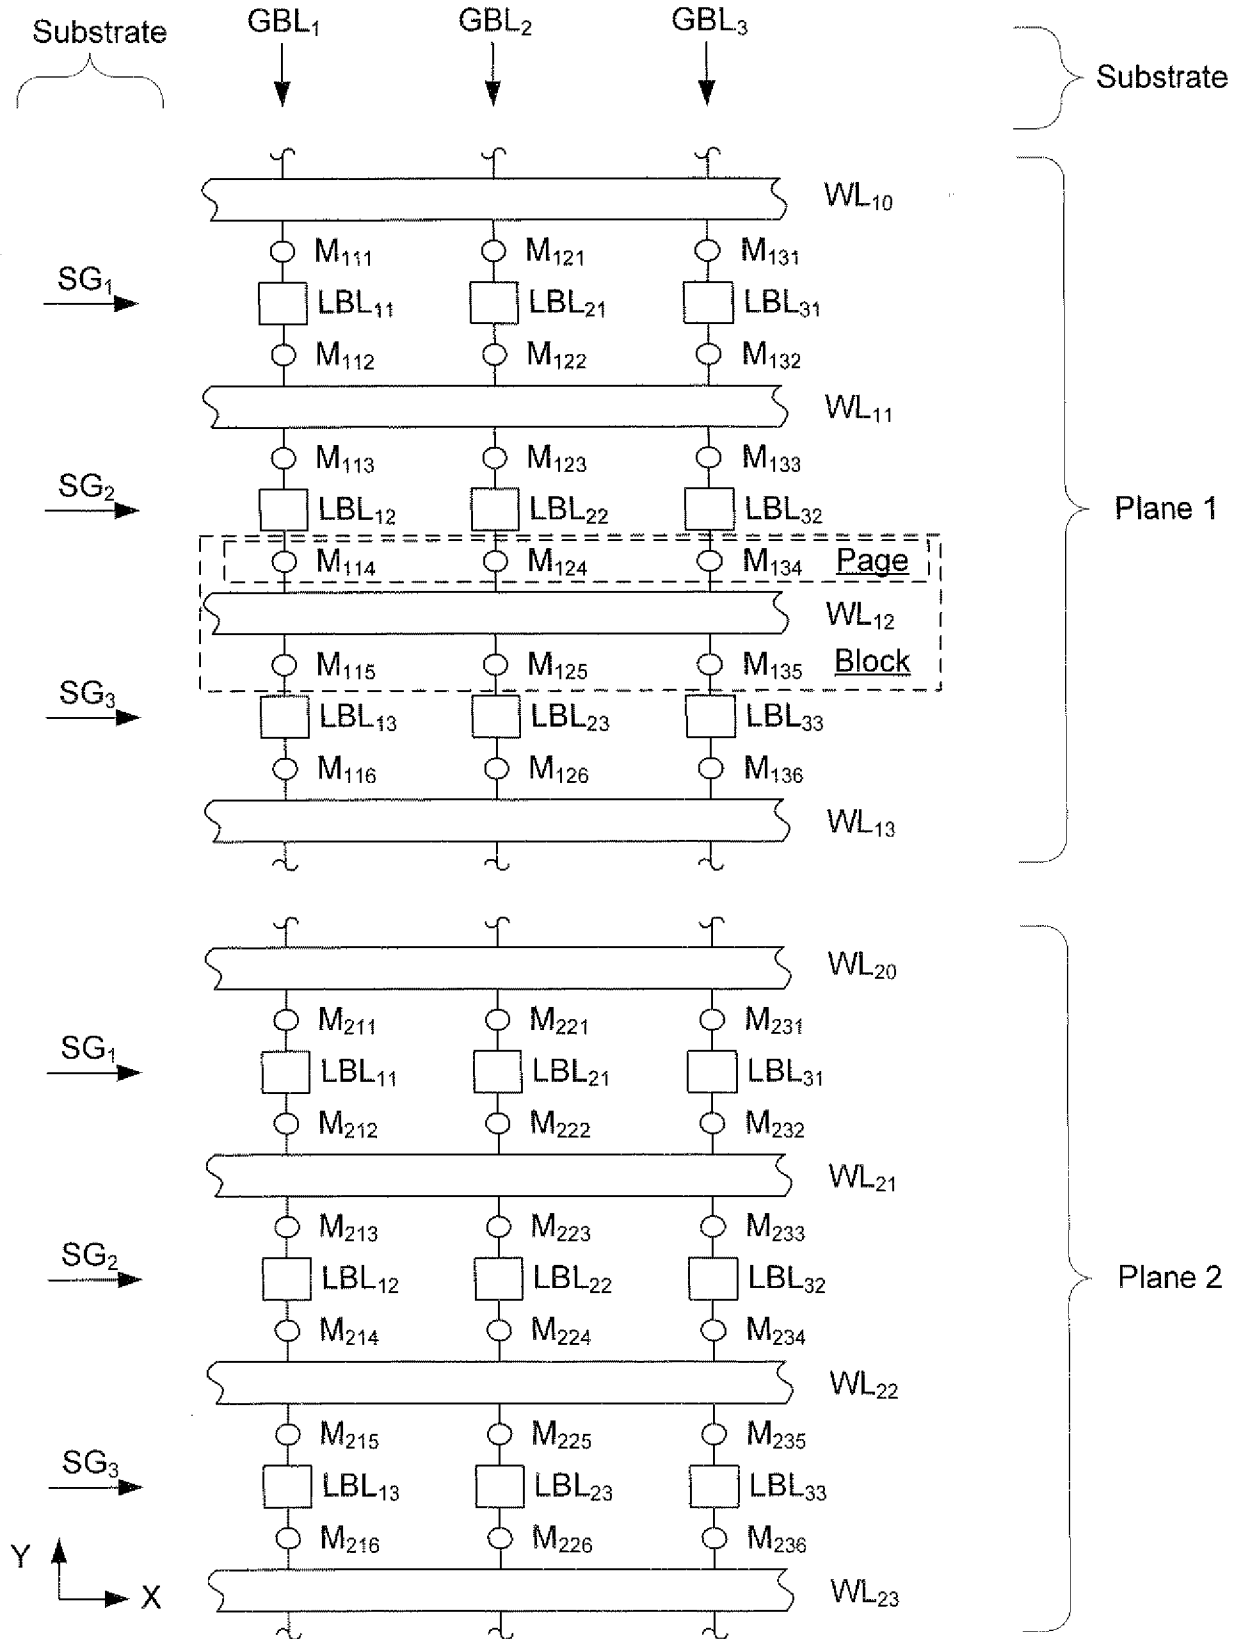 Substrate GBL₁ GBL₂ GBL₃
Substrate
WL₁₀
M₁₁₁ M₁₂₁ M₁₃₁
SG₁ LBL₁₁ LBL₂₁ LBL₃₁
M₁₁₂ M₁₂₂ M₁₃₂
WL₁₁
M₁₁₃ M₁₂₃ M₁₃₃
SG₂ LBL₁₂ LBL₂₂ LBL₃₂ Plane 1
M₁₁₄ M₁₂₄ M₁₃₄ Page
WL₁₂
M₁₁₅ M₁₂₅ M₁₃₅ Block
SG₃ LBL₁₃ LBL₂₃ LBL₃₃
M₁₁₆ M₁₂₆ M₁₃₆
WL₁₃
WL₂₀
M₂₁₁ M₂₂₁ M₂₃₁
SG₁ LBL₁₁ LBL₂₁ LBL₃₁
M₂₁₂ M₂₂₂ M₂₃₂
WL₂₁
M₂₁₃ M₂₂₃ M₂₃₃
SG₂ LBL₁₂ LBL₂₂ LBL₃₂ Plane 2
M₂₁₄ M₂₂₄ M₂₃₄
WL₂₂
M₂₁₅ M₂₂₅ M₂₃₅
SG₃ LBL₁₃ LBL₂₃ LBL₃₃
M₂₁₆ M₂₂₆ M₂₃₆
Y
X WL₂₃